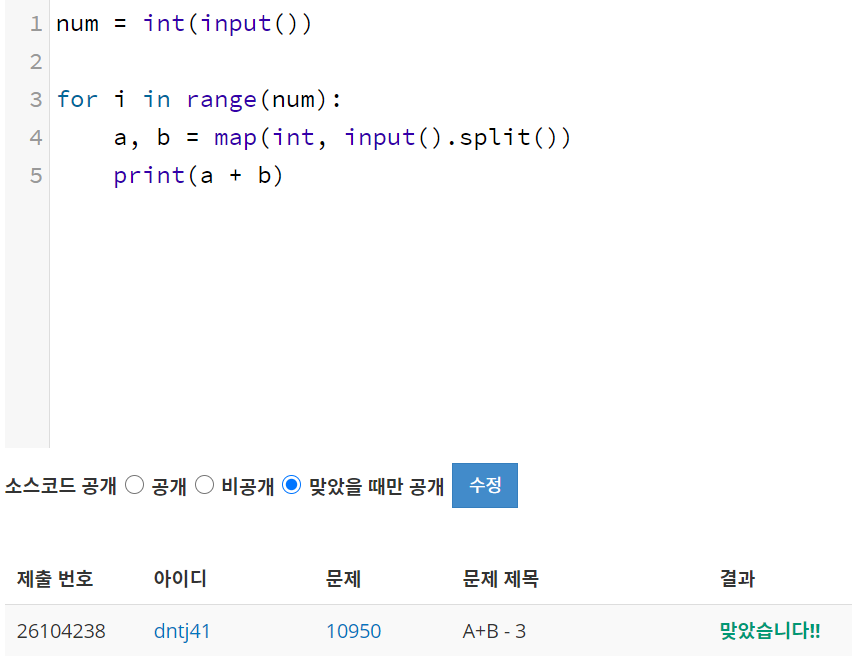 1 num = int(input())
2
3 for i in range(num):
4     a, b = map(int, input().split())
5     print(a + b)
소스코드 공개 공개 비공개 맞았을 때만 공개 수정
제출 번호 아이디 문제 문제 제목 결과
26104238 dntj41 10950 A+B - 3 맞았습니다!!